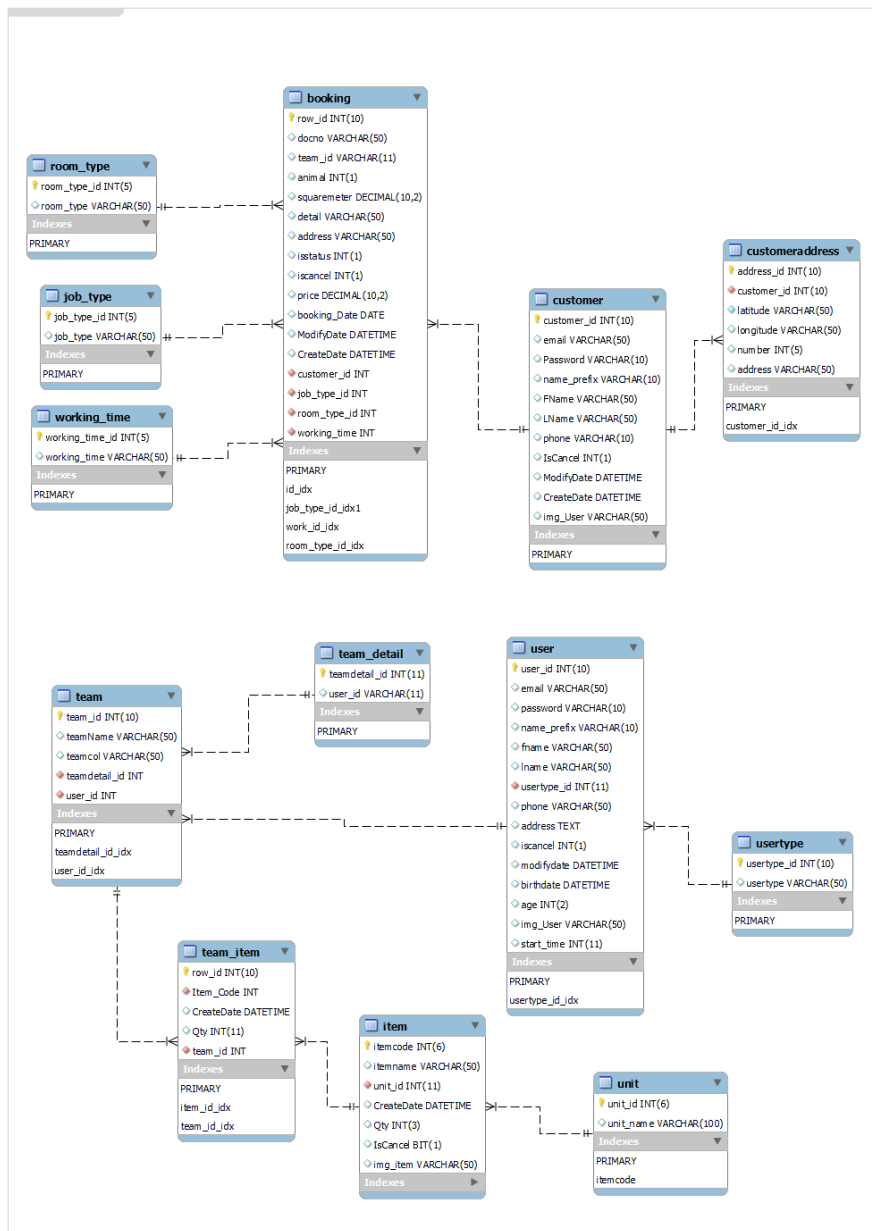 booking
row_id INT(10)
docno VARCHAR(50)
team_id VARCHAR(11)
animal INT(1)
squaremeter DECIMAL(10,2)
detail VARCHAR(50)
address VARCHAR(50)
isstatus INT(1)
iscancel INT(1)
price DECIMAL(10,2)
booking_Date DATE
ModifyDate DATETIME
CreateDate DATETIME
customer_id INT
job_type_id INT
room_type_id INT
working_time INT
Indexes
PRIMARY
id_idx
job_type_id_idx1
work_id_idx
room_type_id_idx
room_type
room_type_id INT(5)
room_type VARCHAR(50)
Indexes
PRIMARY
job_type
job_type_id INT(5)
job_type VARCHAR(50)
Indexes
PRIMARY
working_time
working_time_id INT(5)
working_time VARCHAR(50)
Indexes
PRIMARY
customer
customer_id INT(10)
email VARCHAR(50)
Password VARCHAR(10)
name_prefix VARCHAR(10)
FName VARCHAR(50)
LName VARCHAR(50)
phone VARCHAR(10)
IsCancel INT(1)
ModifyDate DATETIME
CreateDate DATETIME
img_User VARCHAR(50)
Indexes
PRIMARY
customeraddress
address_id INT(10)
customer_id INT(10)
latitude VARCHAR(50)
longitude VARCHAR(50)
number INT(5)
address VARCHAR(50)
Indexes
PRIMARY
customer_id_idx
team_detail
teamdetail_id INT(11)
user_id VARCHAR(11)
Indexes
PRIMARY
team
team_id INT(10)
teamName VARCHAR(50)
teamcol VARCHAR(50)
teamdetail_id INT
user_id INT
Indexes
PRIMARY
teamdetail_id_idx
user_id_idx
user
user_id INT(10)
email VARCHAR(50)
password VARCHAR(10)
name_prefix VARCHAR(10)
fname VARCHAR(50)
lname VARCHAR(50)
usertype_id INT(11)
phone VARCHAR(50)
address TEXT
iscancel INT(1)
modifydate DATETIME
birthdate DATETIME
age INT(2)
img_User VARCHAR(50)
start_time INT(11)
Indexes
PRIMARY
usertype_id_idx
usertype
usertype_id INT(10)
usertype VARCHAR(50)
Indexes
PRIMARY
team_item
row_id INT(10)
Item_Code INT
CreateDate DATETIME
Qty INT(11)
team_id INT
Indexes
PRIMARY
item_id_idx
team_id_idx
item
itemcode INT(6)
itemname VARCHAR(50)
unit_id INT(11)
CreateDate DATETIME
Qty INT(3)
IsCancel BIT(1)
img_item VARCHAR(50)
Indexes
unit
unit_id INT(6)
unit_name VARCHAR(100)
Indexes
PRIMARY
itemcode